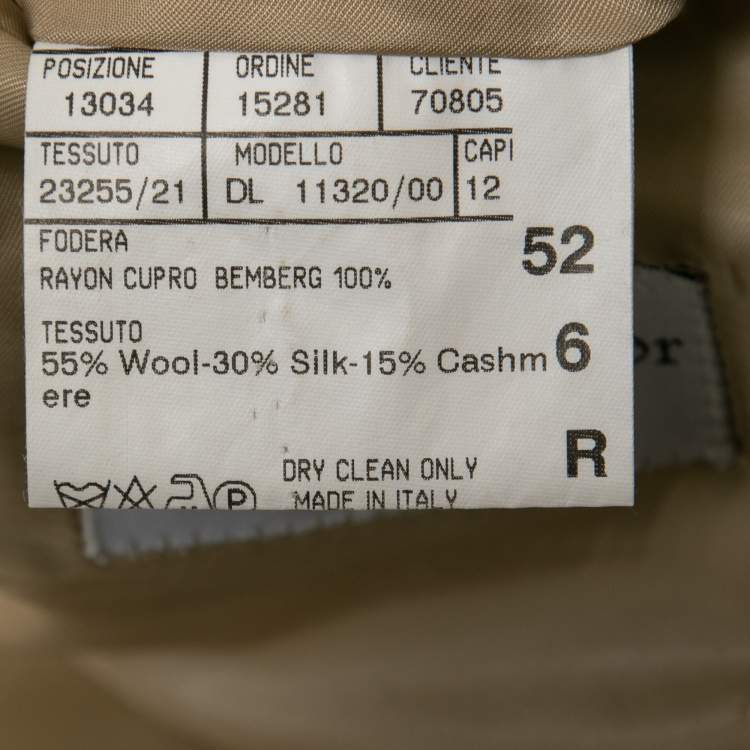 POSIZIONE ORDINE CLIENTE
13034 15281 70805
TESSUTO MODELLO CAPI
23255/21 DL 11320/00 12
FODERA
52
RAYON CUPRO BEMBERG 100%
TESSUTO
6
55% Wool-30% Silk-15% Cashm
ere
R
DRY CLEAN ONLY
P
MADE IN ITALY